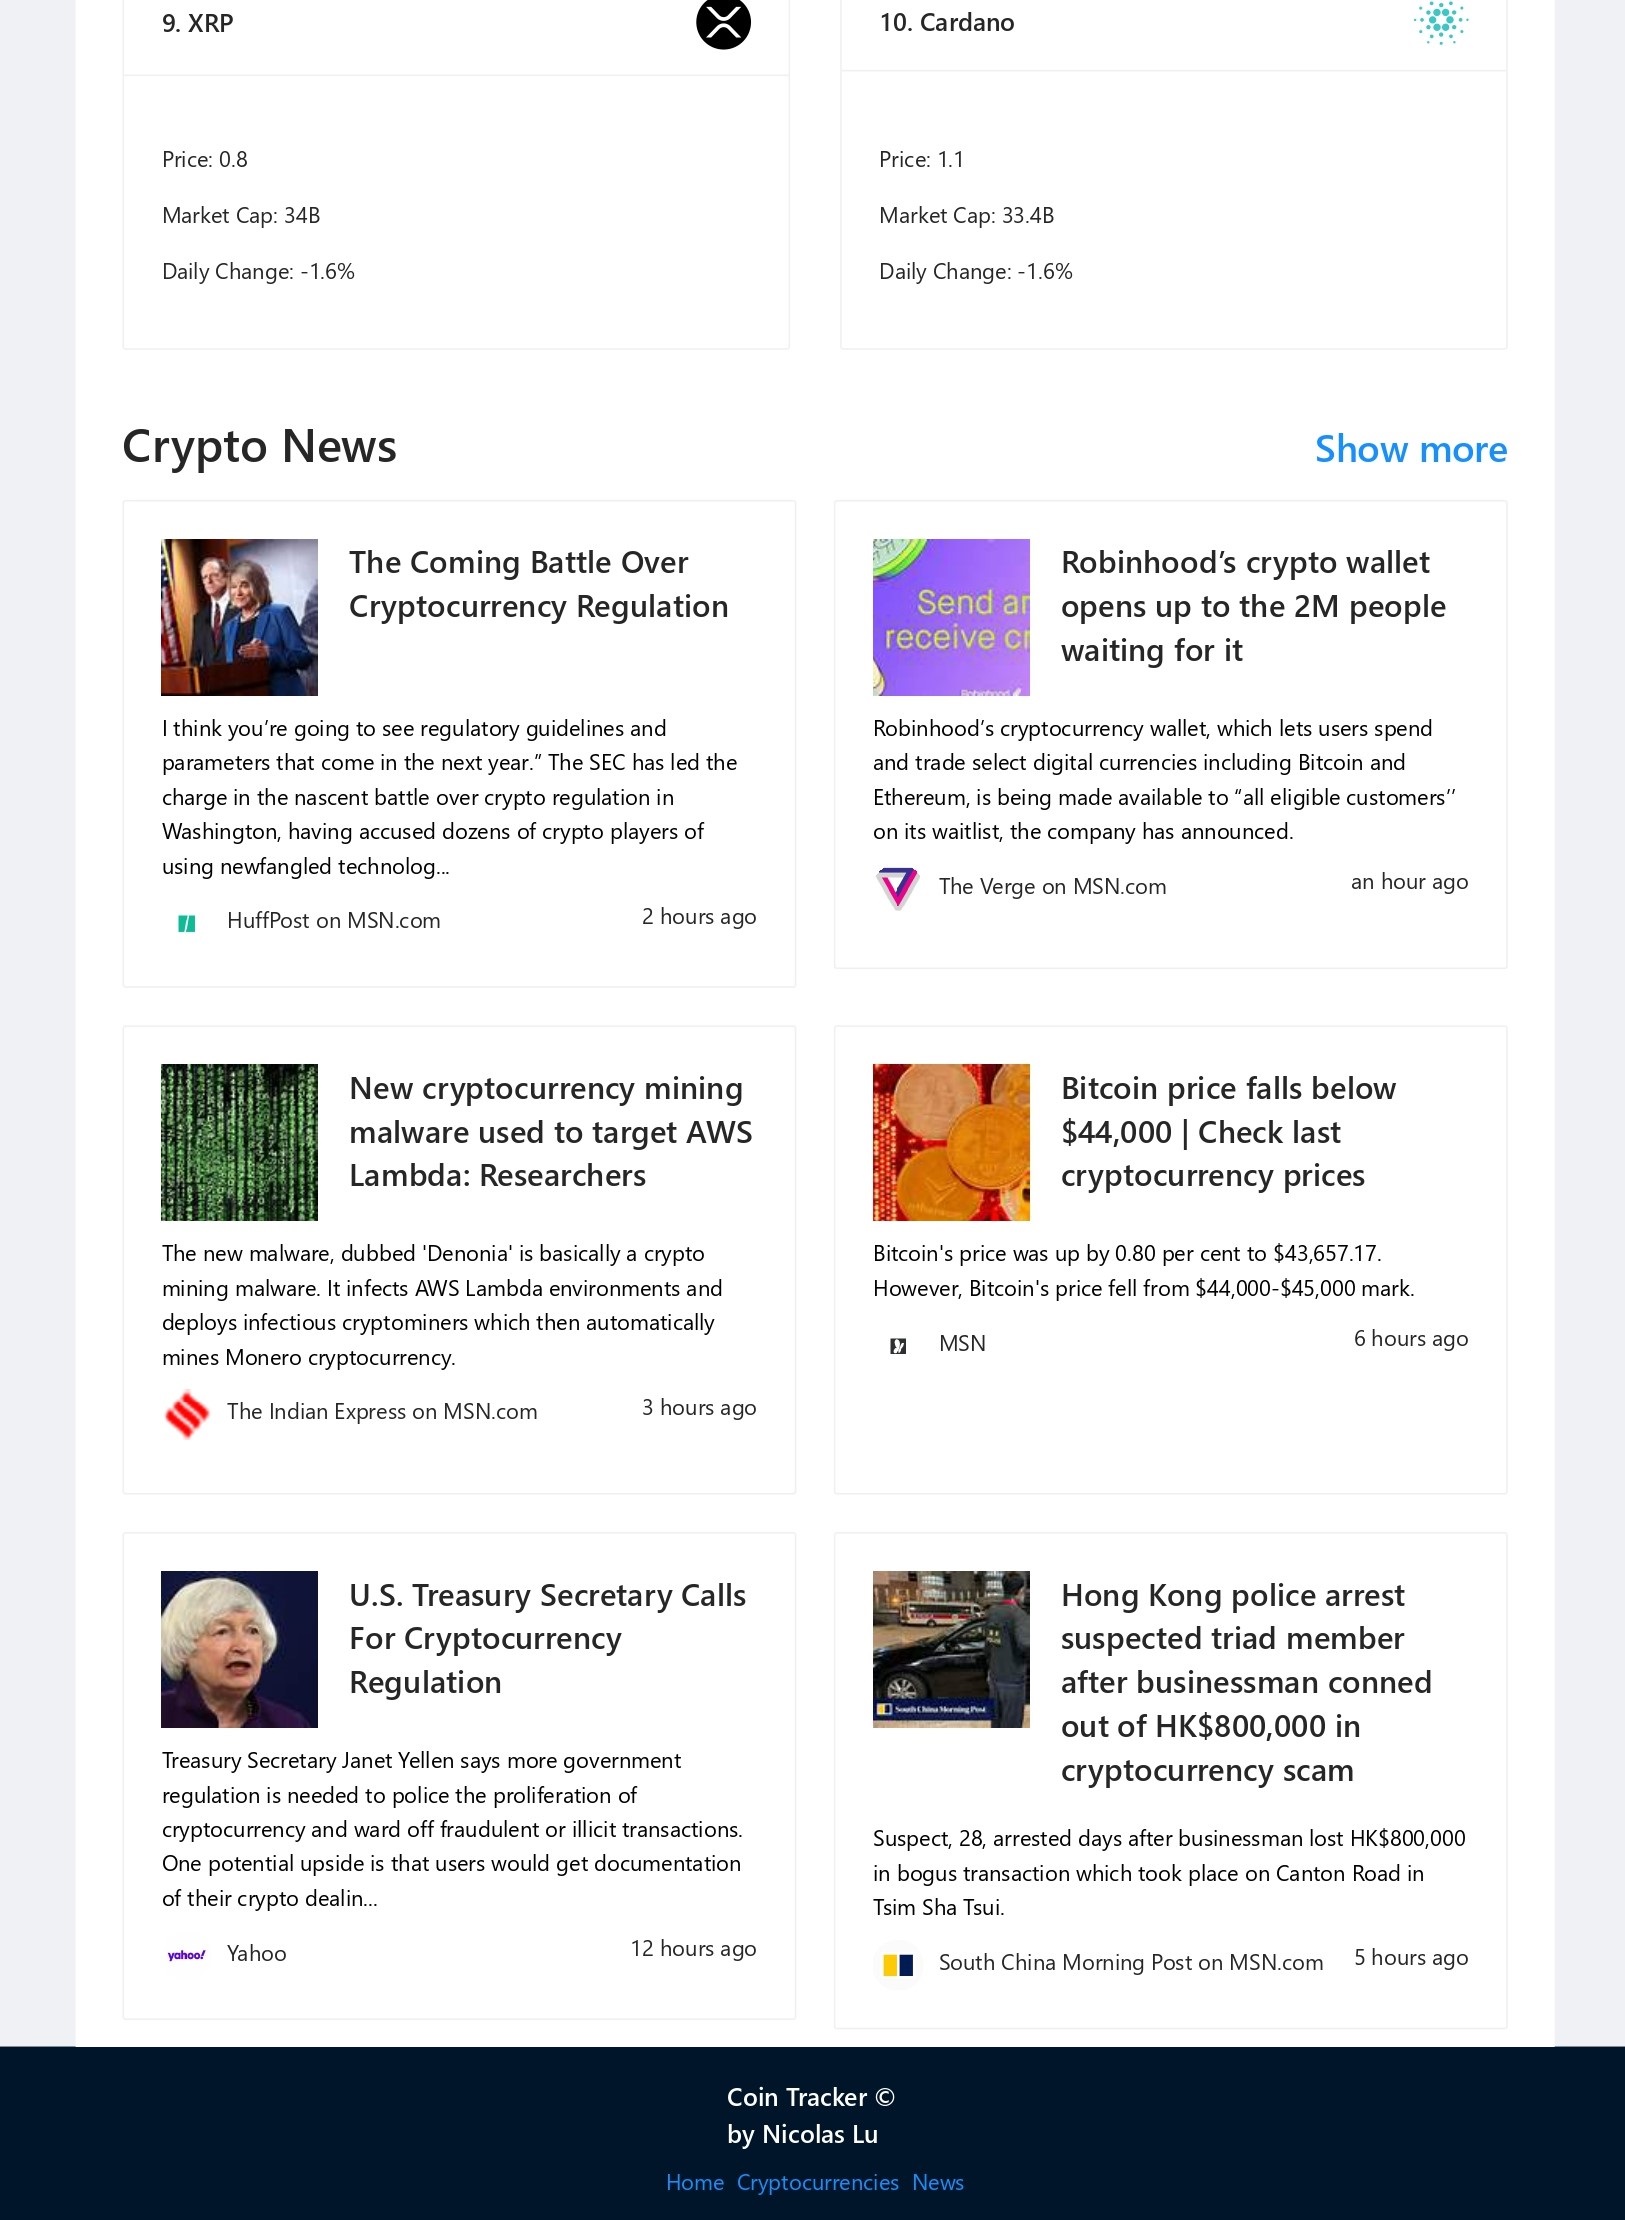 9. XRP
Price: 0.8
Market Cap: 34B
Daily Change: -1.6%
10. Cardano
Price: 1.1
Market Cap: 33.4B
Daily Change: -1.6%
Crypto News
Show more
The Coming Battle Over
Cryptocurrency Regulation
I think you’re going to see regulatory guidelines and
parameters that come in the next year.” The SEC has led the
charge in the nascent battle over crypto regulation in
Washington, having accused dozens of crypto players of
using newfangled technolog...
HuffPost on MSN.com
2 hours ago
Send ar
receive cr
Robinhood
Robinhood’s crypto wallet
opens up to the 2M people
waiting for it
Robinhood’s cryptocurrency wallet, which lets users spend
and trade select digital currencies including Bitcoin and
Ethereum, is being made available to “all eligible customers’’
on its waitlist, the company has announced.
The Verge on MSN.com
an hour ago
New cryptocurrency mining
malware used to target AWS
Lambda: Researchers
The new malware, dubbed 'Denonia' is basically a crypto
mining malware. It infects AWS Lambda environments and
deploys infectious cryptominers which then automatically
mines Monero cryptocurrency.
The Indian Express on MSN.com
3 hours ago
Bitcoin price falls below
$44,000 | Check last
cryptocurrency prices
Bitcoin's price was up by 0.80 per cent to $43,657.17.
However, Bitcoin's price fell from $44,000-$45,000 mark.
MSN
6 hours ago
U.S. Treasury Secretary Calls
For Cryptocurrency
Regulation
Treasury Secretary Janet Yellen says more government
regulation is needed to police the proliferation of
cryptocurrency and ward off fraudulent or illicit transactions.
One potential upside is that users would get documentation
of their crypto dealin...
yahoo!
Yahoo
12 hours ago
South China Morning Post
Hong Kong police arrest
suspected triad member
after businessman conned
out of HK$800,000 in
cryptocurrency scam
Suspect, 28, arrested days after businessman lost HK$800,000
in bogus transaction which took place on Canton Road in
Tsim Sha Tsui.
South China Morning Post on MSN.com
5 hours ago
Coin Tracker ©
by Nicolas Lu
Home Cryptocurrencies News